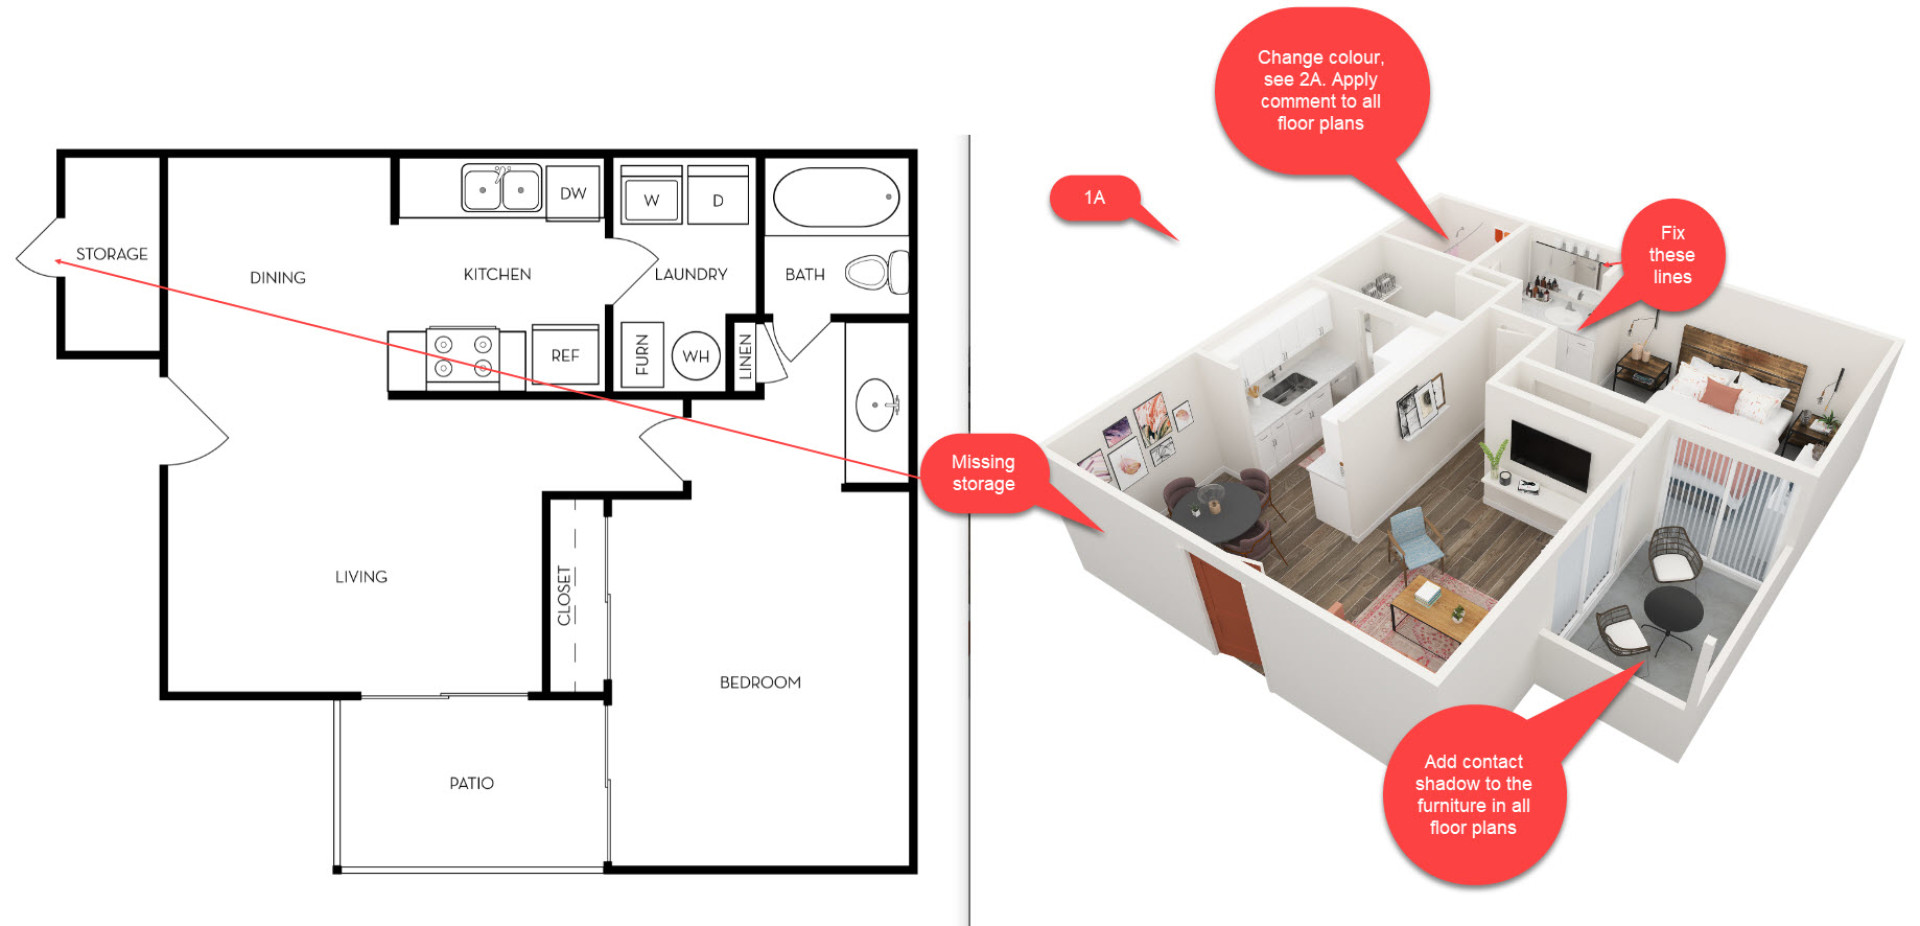 Change colour,
see 2A. Apply
comment to all
floor plans
1A
Fix
these
lines
DW
W
D
STORAGE
DINING
KITCHEN
LAUNDRY
BATH
REF
FURN
WH
LINEN
Missing
storage
LIVING
CLOSET
BEDROOM
PATIO
Add contact
shadow to the
furniture in all
floor plans